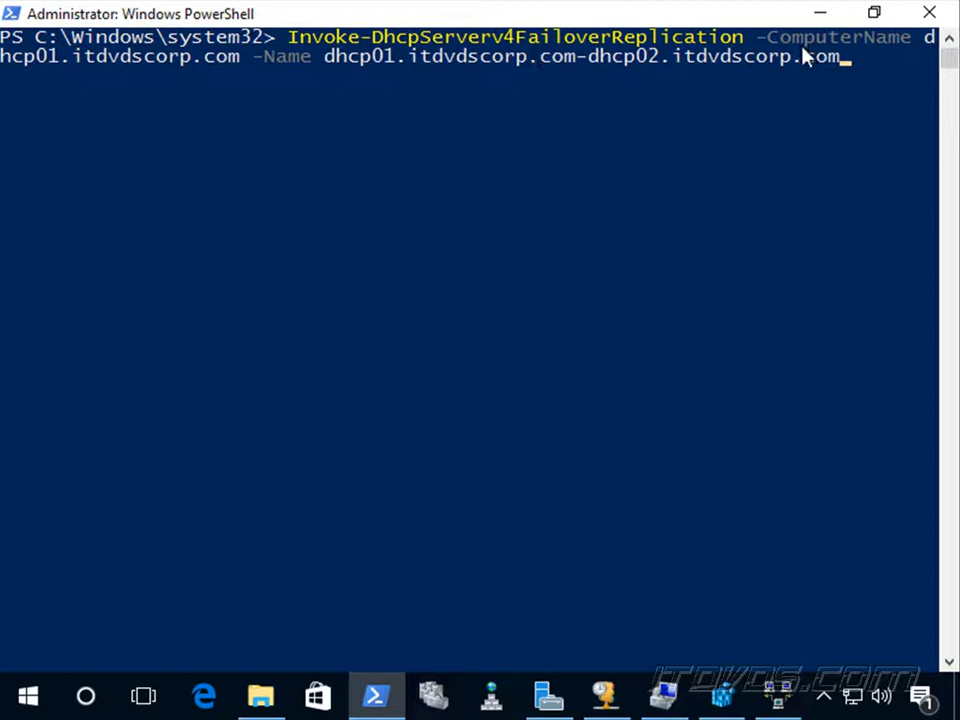 Administrator: Windows PowerShell
PS C:\Windows\system32> Invoke-DhcpServerv4FailoverReplication -ComputerName d
hcp01.itdvdscorp.com -Name dhcp01.itdvdscorp.com-dhcp02.itdvdscorp.com
ITDVDS.COM
1